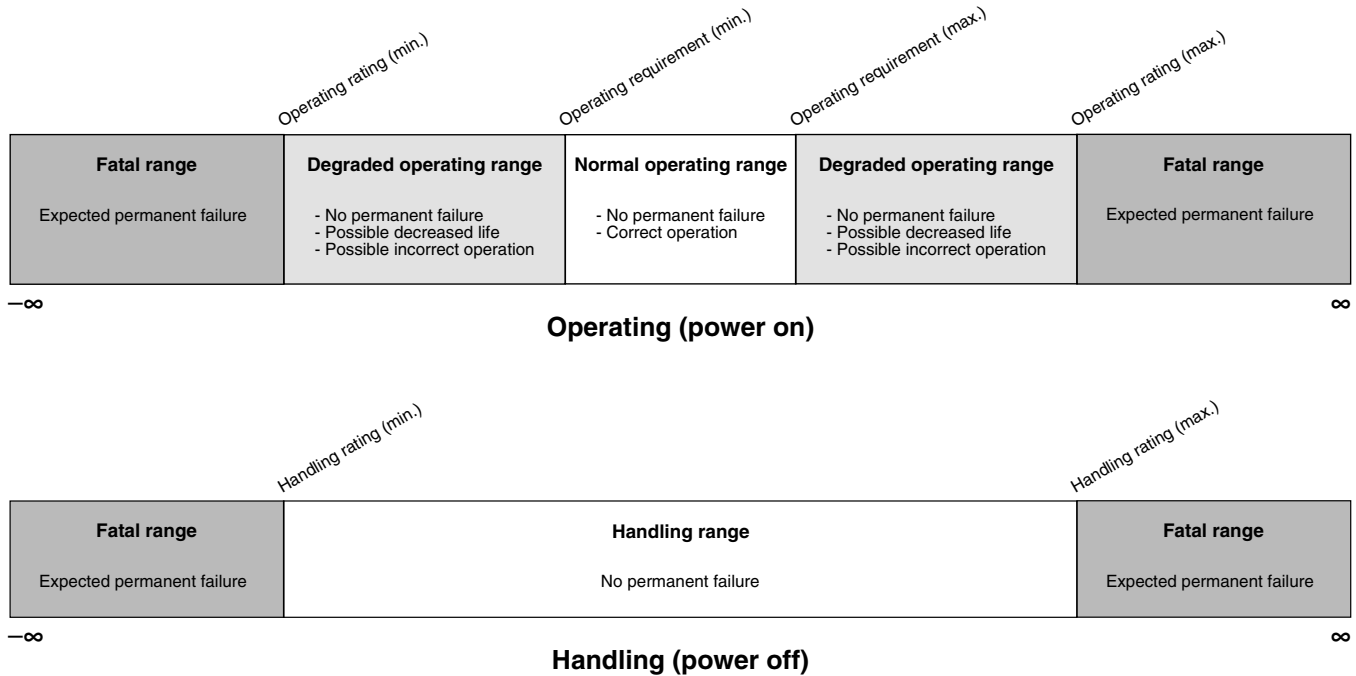 Operating rating (min.)
Operating requirement (min.)
Operating requirement (max.)
Operating rating (max.)
Fatal range
Expected permanent failure
Degraded operating range
- No permanent failure
- Possible decreased life
- Possible incorrect operation
Normal operating range
- No permanent failure
- Correct operation
Degraded operating range
- No permanent failure
- Possible decreased life
- Possible incorrect operation
Fatal range
Expected permanent failure
–∞
∞
Operating (power on)
Handling rating (min.)
Handling rating (max.)
Fatal range
Expected permanent failure
Handling range
No permanent failure
Fatal range
Expected permanent failure
–∞
∞
Handling (power off)